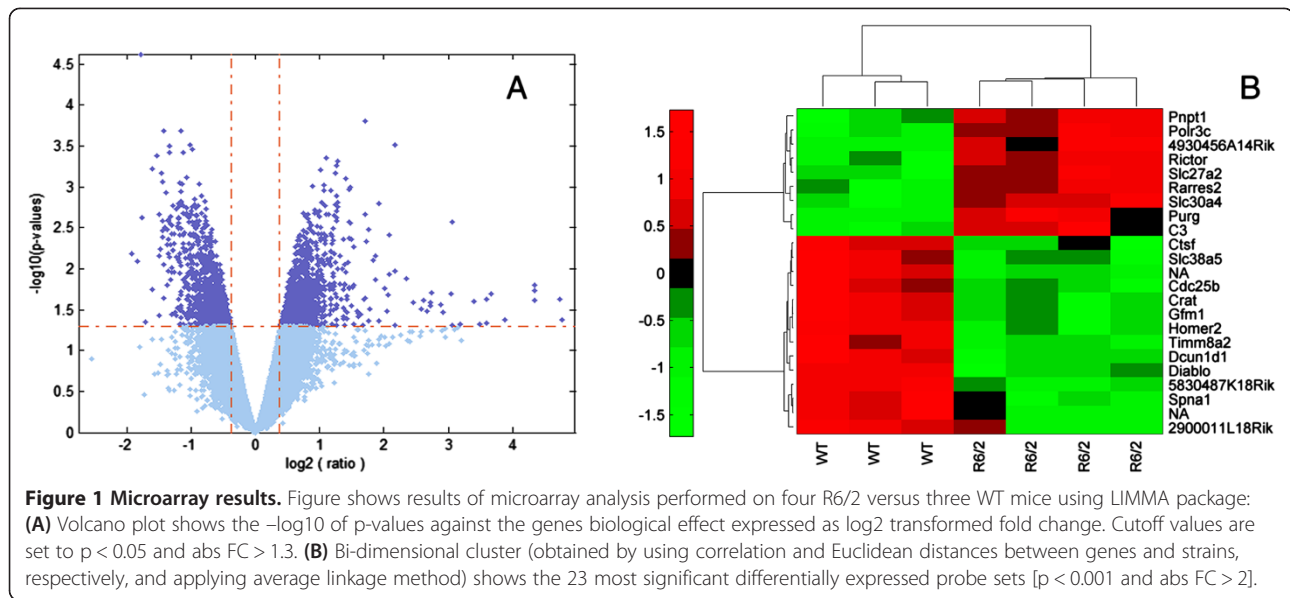 A
4.5
4
3.5
3
2.5
2
1.5
1
0.5
0
-log10(p-values)
-2
-1
0
1
2
3
4
log2 ( ratio )
B
1.5
1
0.5
0
-0.5
-1
-1.5
Pnpt1
Polr3c
4930456A14Rik
Rictor
Slc27a2
Rarres2
Slc30a4
Purg
C3
Ctsf
Slc38a5
NA
Cdc25b
Crat
Gfm1
Homer2
Timm8a2
Dcun1d1
Diablo
5830487K18Rik
Spna1
NA
2900011L18Rik
WT
WT
WT
R6/2
R6/2
R6/2
R6/2
Figure 1 Microarray results. Figure shows results of microarray analysis performed on four R6/2 versus three WT mice using LIMMA package:
(A) Volcano plot shows the –log10 of p-values against the genes biological effect expressed as log2 transformed fold change. Cutoff values are
set to p < 0.05 and abs FC > 1.3. (B) Bi-dimensional cluster (obtained by using correlation and Euclidean distances between genes and strains,
respectively, and applying average linkage method) shows the 23 most significant differentially expressed probe sets [p < 0.001 and abs FC > 2].